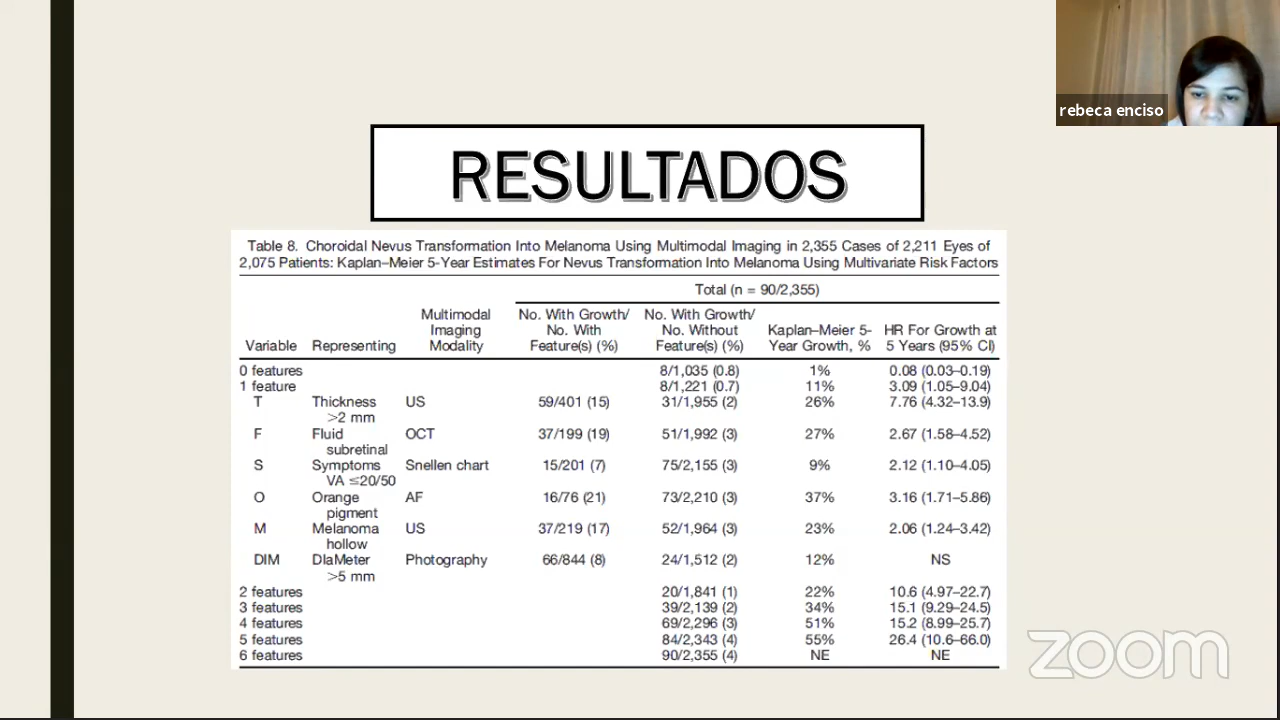 rebeca enciso
RESULTADOS
Table 8. Choroidal Nevus Transformation Into Melanoma Using Multimodal Imaging in 2,355 Cases of 2,211 Eyes of
2,075 Patients: Kaplan–Meier 5-Year Estimates For Nevus Transformation Into Melanoma Using Multivariate Risk Factors
Total (n = 90/2,355)
Variable Representing Multimodal Imaging Modality No. With Growth/ No. With Feature(s) (%) No. With Growth/ No. Without Feature(s) (%) Kaplan–Meier 5-Year Growth, % HR For Growth at 5 Years (95% CI)
0 features 8/1,035 (0.8) 1% 0.08 (0.03–0.19)
1 feature 8/1,221 (0.7) 11% 3.09 (1.05–9.04)
T Thickness US 59/401 (15) 31/1,955 (2) 26% 7.76 (4.32–13.9)
>2 mm
F Fluid OCT 37/199 (19) 51/1,992 (3) 27% 2.67 (1.58–4.52)
subretinal
S Symptoms Snellen chart 15/201 (7) 75/2,155 (3) 9% 2.12 (1.10–4.05)
VA ≤20/50
O Orange AF 16/76 (21) 73/2,210 (3) 37% 3.16 (1.71–5.86)
pigment
M Melanoma US 37/219 (17) 52/1,964 (3) 23% 2.06 (1.24–3.42)
hollow
DIM DIaMeter Photography 66/844 (8) 24/1,512 (2) 12% NS
>5 mm
2 features 20/1,841 (1) 22% 10.6 (4.97–22.7)
3 features 39/2,139 (2) 34% 15.1 (9.29–24.5)
4 features 69/2,296 (3) 51% 15.2 (8.99–25.7)
5 features 84/2,343 (4) 55% 26.4 (10.6–66.0)
6 features 90/2,355 (4) NE NE
zoom